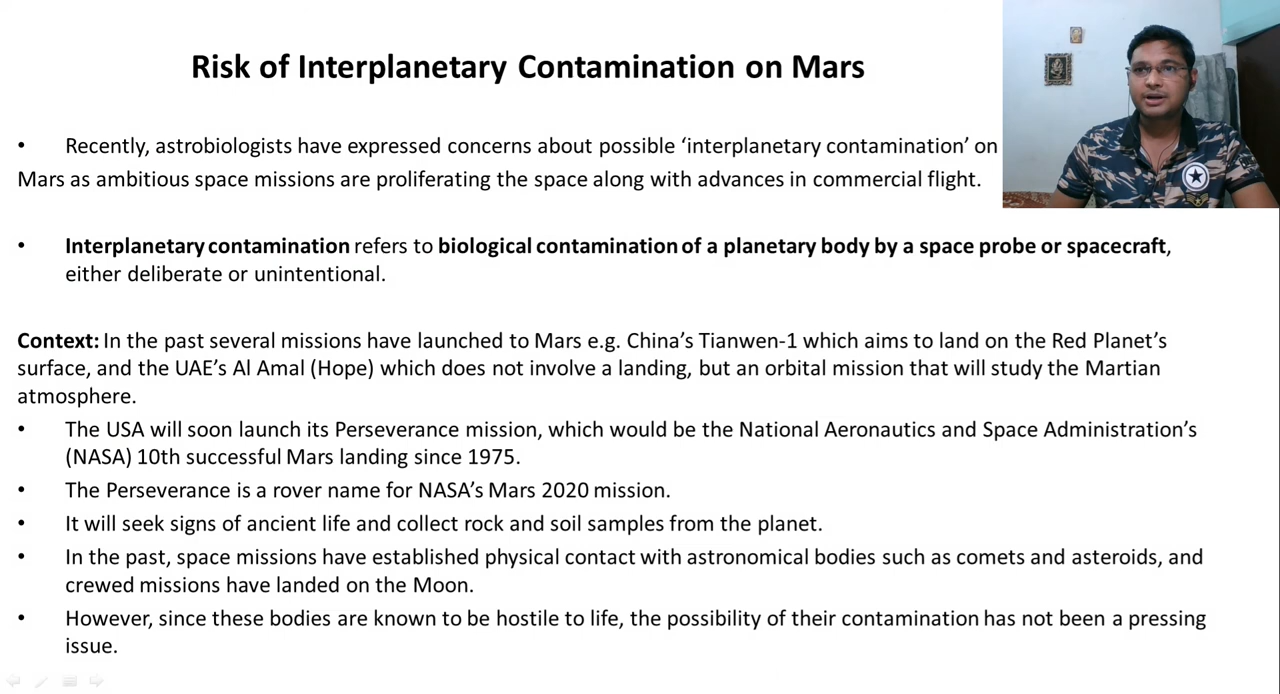 Risk of Interplanetary Contamination on Mars
• Recently, astrobiologists have expressed concerns about possible ‘interplanetary contamination’ on
Mars as ambitious space missions are proliferating the space along with advances in commercial flight.
• Interplanetary contamination refers to biological contamination of a planetary body by a space probe or spacecraft,
either deliberate or unintentional.
Context: In the past several missions have launched to Mars e.g. China’s Tianwen-1 which aims to land on the Red Planet’s
surface, and the UAE’s Al Amal (Hope) which does not involve a landing, but an orbital mission that will study the Martian
atmosphere.
• The USA will soon launch its Perseverance mission, which would be the National Aeronautics and Space Administration’s
(NASA) 10th successful Mars landing since 1975.
• The Perseverance is a rover name for NASA’s Mars 2020 mission.
• It will seek signs of ancient life and collect rock and soil samples from the planet.
• In the past, space missions have established physical contact with astronomical bodies such as comets and asteroids, and
crewed missions have landed on the Moon.
• However, since these bodies are known to be hostile to life, the possibility of their contamination has not been a pressing
issue.